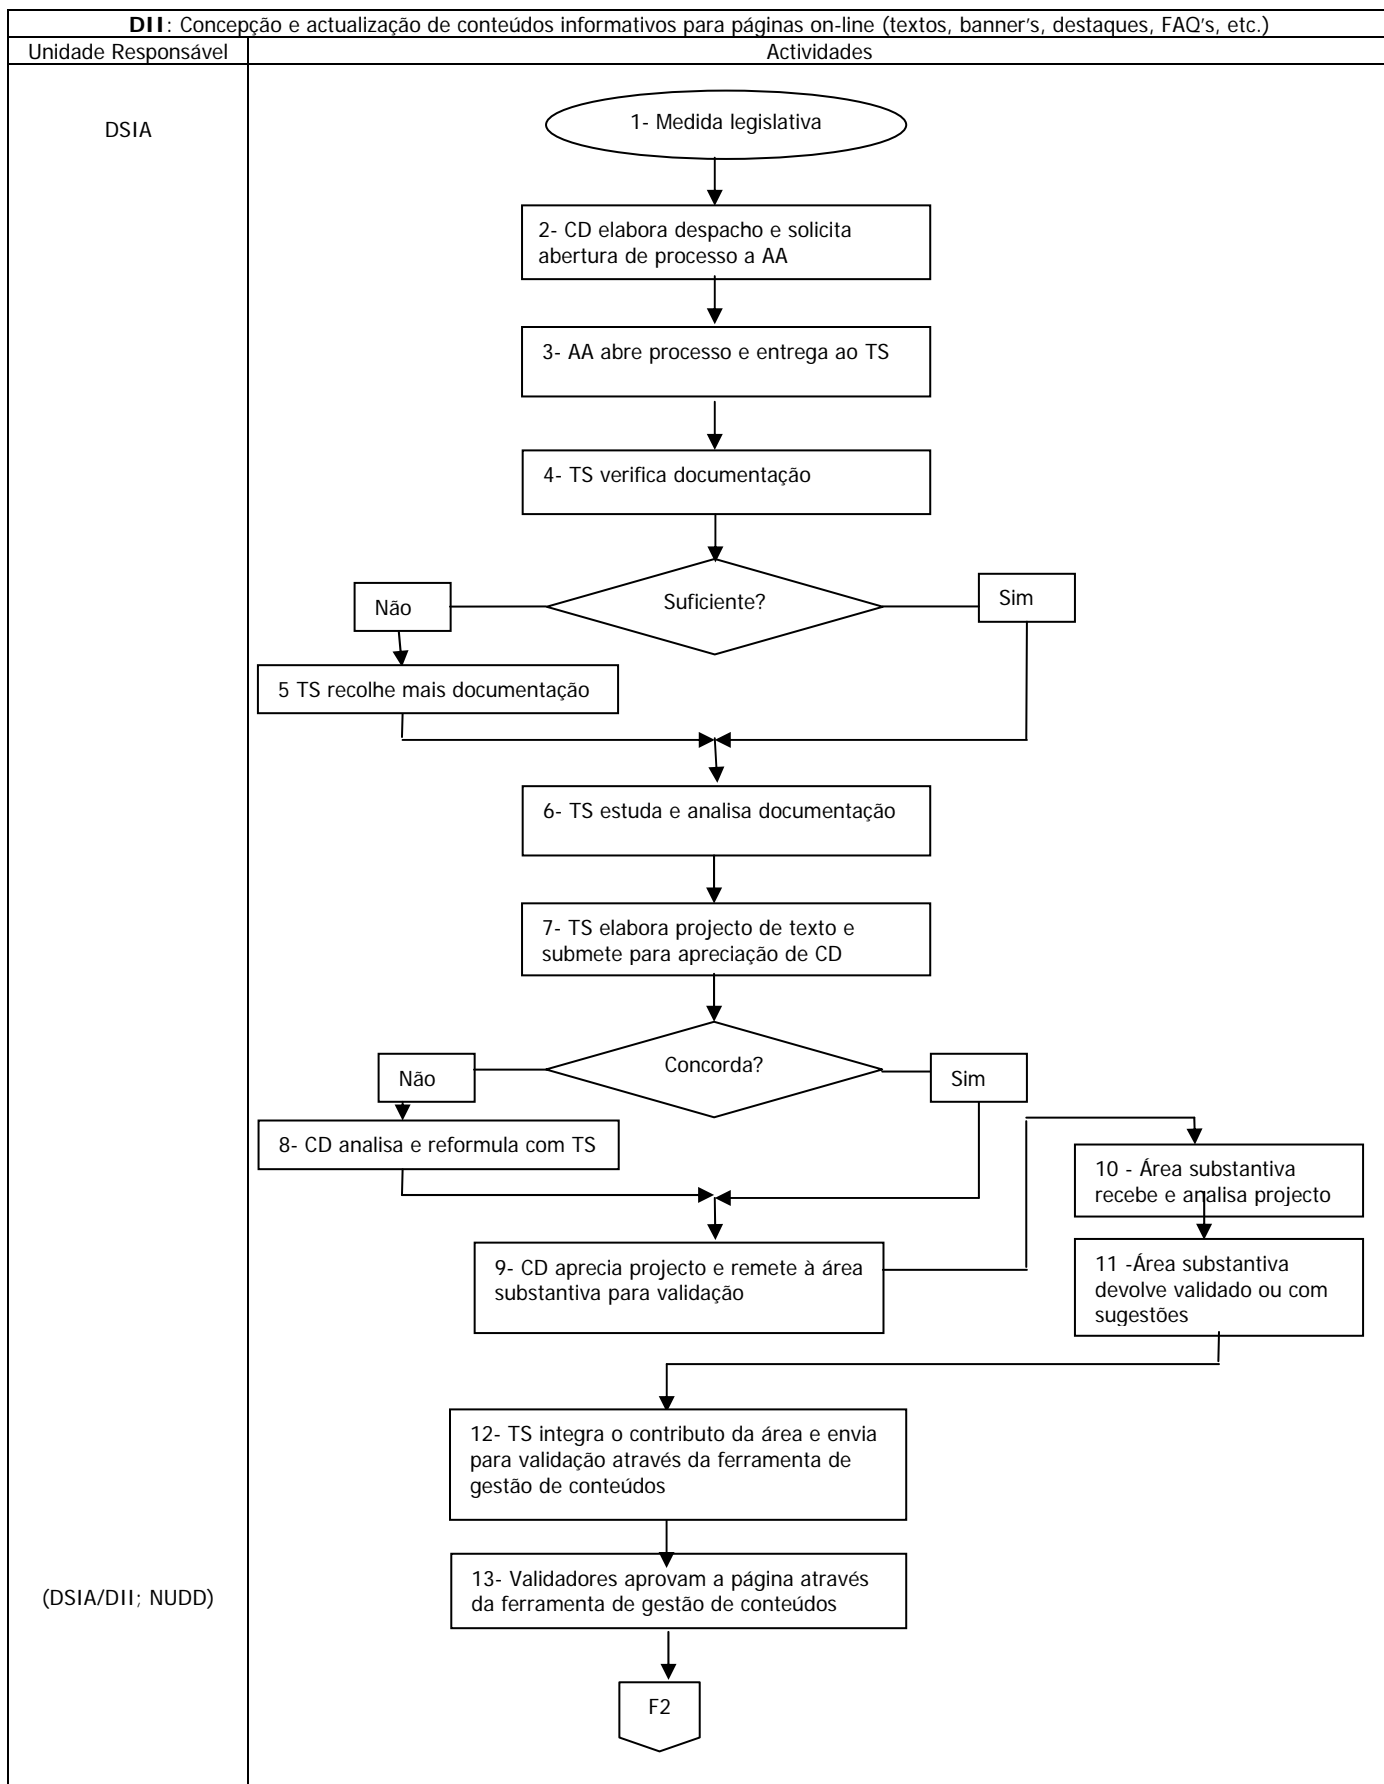 DII: Concepção e actualização de conteúdos informativos para páginas on-line (textos, banner's, destaques, FAQ's, etc.)
Unidade Responsável
Actividades
DSIA
1- Medida legislativa
2- CD elabora despacho e solicita
abertura de processo a AA
3- AA abre processo e entrega ao TS
4- TS verifica documentação
Suficiente?
Não
Sim
5 TS recolhe mais documentação
6- TS estuda e analisa documentação
7- TS elabora projecto de texto e
submete para apreciação de CD
Concorda?
Não
Sim
8- CD analisa e reformula com TS
9- CD aprecia projecto e remete à área
substantiva para validação
10 - Área substantiva
recebe e analisa projecto
11 -Área substantiva
devolve validado ou com
sugestões
12- TS integra o contributo da área e envia
para validação através da ferramenta de
gestão de conteúdos
13- Validadores aprovam a página através
da ferramenta de gestão de conteúdos
(DSIA/DII; NUDD)
F2